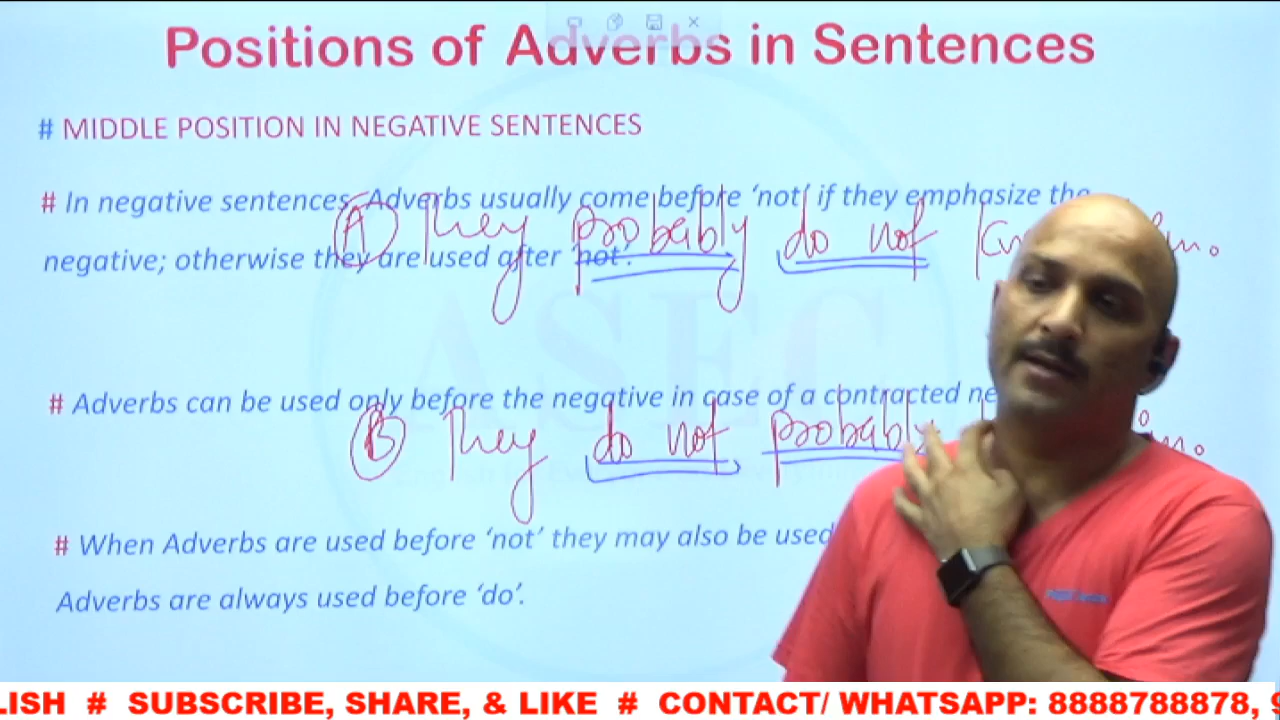 Positions of Adverbs in Sentences
# MIDDLE POSITION IN NEGATIVE SENTENCES
# In negative sentences, Adverbs usually come before ‘not’ if they emphasize the
(A) They probably do not
negative; otherwise they are used after ‘not’.
ASEC
# Adverbs can be used only before the negative in case of a contracted
(B) They do not probably
# When Adverbs are used before ‘not’ they may also be used
Adverbs are always used before ‘do’.
LISH # SUBSCRIBE, SHARE, & LIKE # CONTACT/ WHATSAPP: 8888788878,